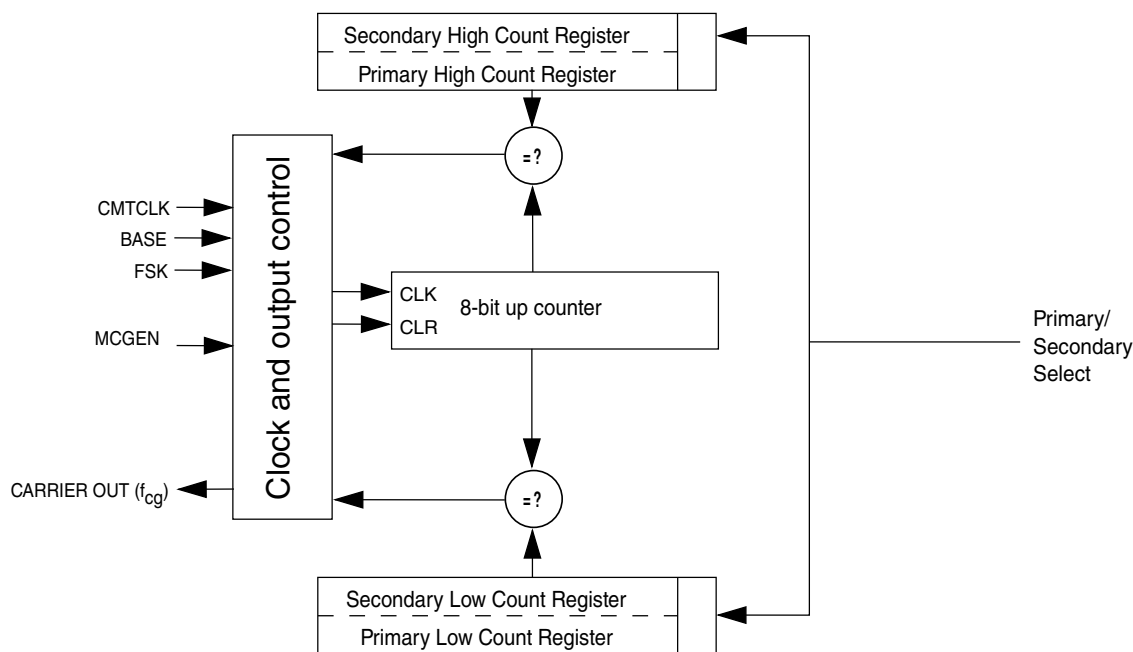 Secondary High Count Register
Primary High Count Register
=?
Clock and output control
CMTCLK
BASE
FSK
MCGEN
CARRIER OUT (fcg)
CLK
CLR
8-bit up counter
Primary/
Secondary
Select
=?
Secondary Low Count Register
Primary Low Count Register